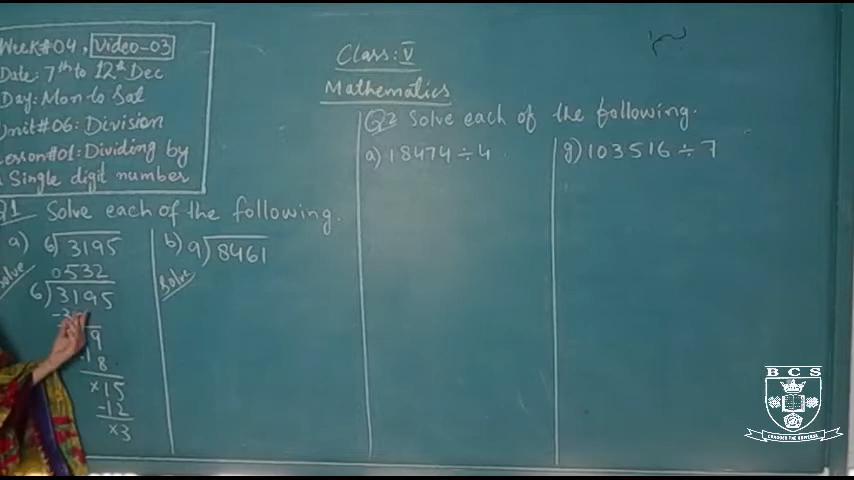 Week#04, Video-03
Date: 7th to 12th Dec
Day: Mon to Sat
Unit#06: Division
Lesson#01: Dividing by
Single digit number
Class: V
Mathematics
Q1 Solve each of the following.
a) 6)3195
Solve
0532
6)3195
9
18
×15
-12
×3
b) 9)8461
Solve
Q2 Solve each of the following.
a) 18474÷4
g) 103516÷7
BCS